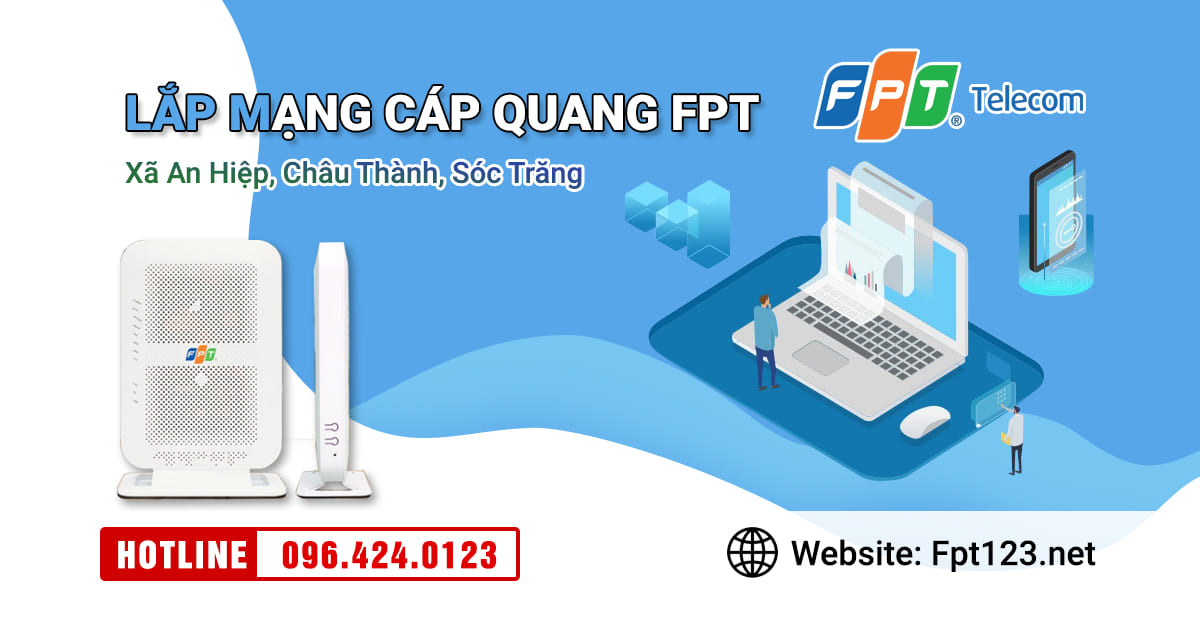 LẮP MẠNG CÁP QUANG FPT
Xã An Hiệp, Châu Thành, Sóc Trăng
FPT® Telecom
FPT
HOTLINE 096.424.0123
Website: Fpt123.net